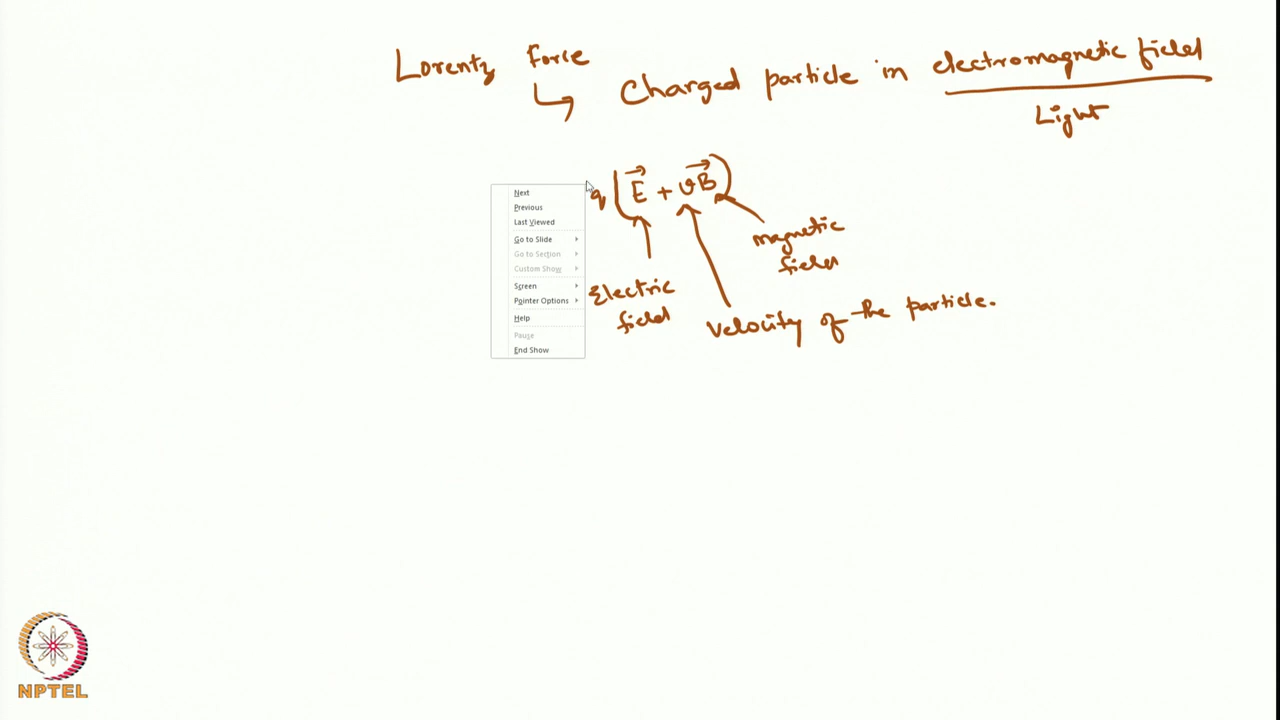 Lorentz force
Charged particle in electromagnetic field
Light
q(E + vB)
magnetic
field
Electric
field
Velocity of the particle.
Next
Previous
Last Viewed
Go to Slide
Go to Section
Custom Show
Screen
Pointer Options
Help
Pause
End Show
NPTEL